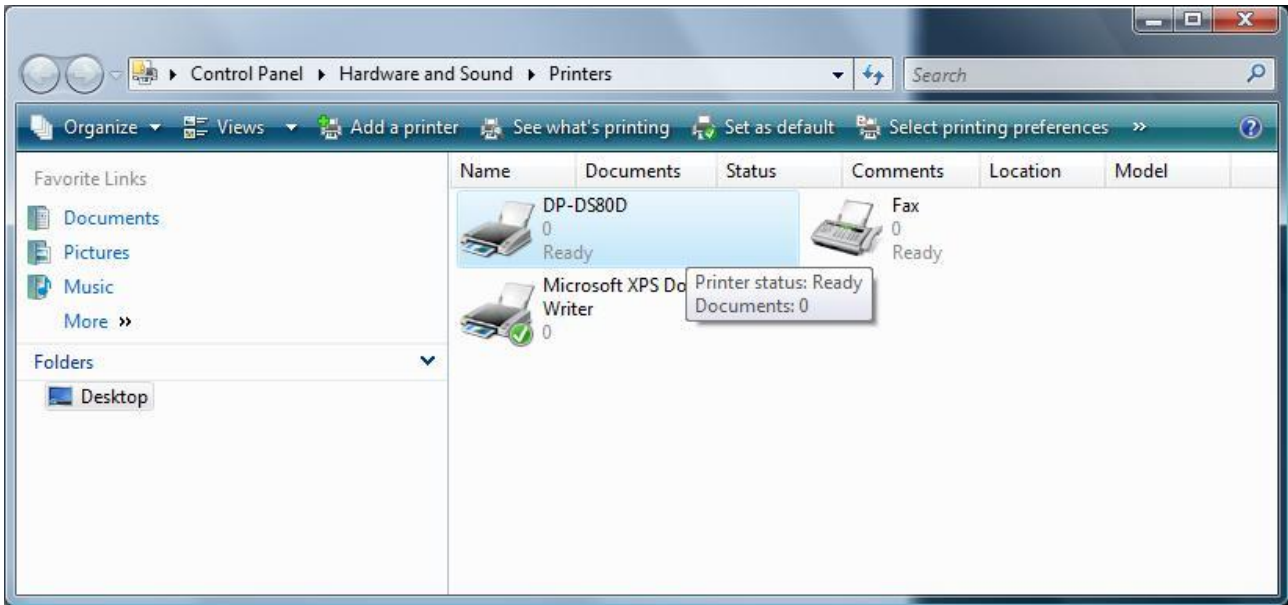 Control Panel Hardware and Sound Printers Search
Organize Views Add a printer See what's printing Set as default Select printing preferences »
Favorite Links
Documents
Pictures
Music
More »
Folders
Desktop
Name Documents Status Comments Location Model
DP-DS80D
0
Ready
Fax
0
Ready
Microsoft XPS Do
Writer
0
Printer status: Ready
Documents: 0